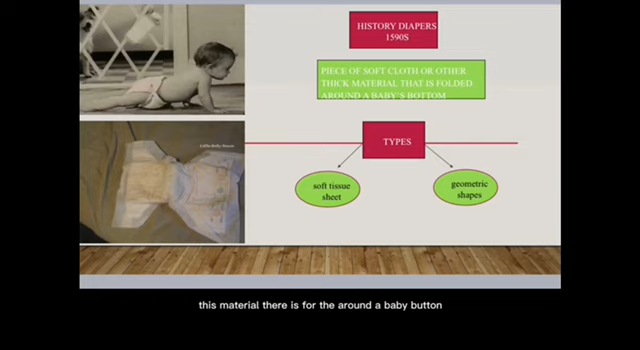 HISTORY DIAPERS
1590S
PIECE OF SOFT CLOTH OR OTHER
THICK MATERIAL THAT IS FOLDED
AROUND A BABY'S BOTTOM
TYPES
soft tissue
sheet
geometric
shapes
this material there is for the around a baby button